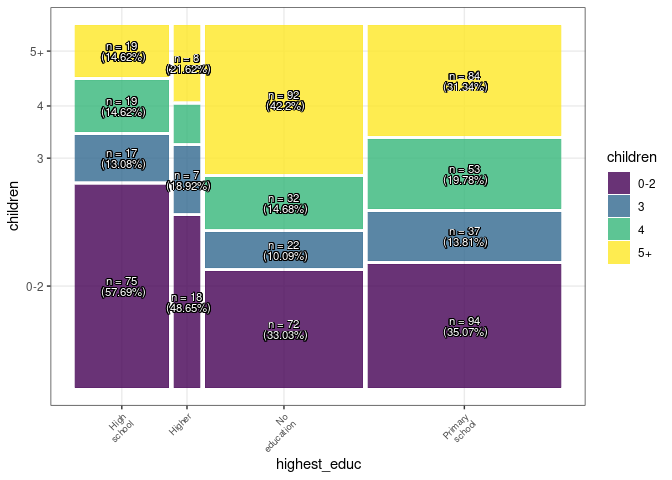 children
5+
4
3
0-2
n = 19
(14.62%)
n = 19
(14.62%)
n = 17
(13.08%)
n = 75
(57.69%)
n = 8
(21.62%)
n = 7
(18.92%)
n = 18
(48.65%)
n = 92
(42.2%)
n = 32
(14.68%)
n = 22
(10.09%)
n = 72
(33.03%)
n = 84
(31.34%)
n = 53
(19.78%)
n = 37
(13.81%)
n = 94
(35.07%)
High
school
Higher
No
education
Primary
school
highest_educ
children
0-2
3
4
5+